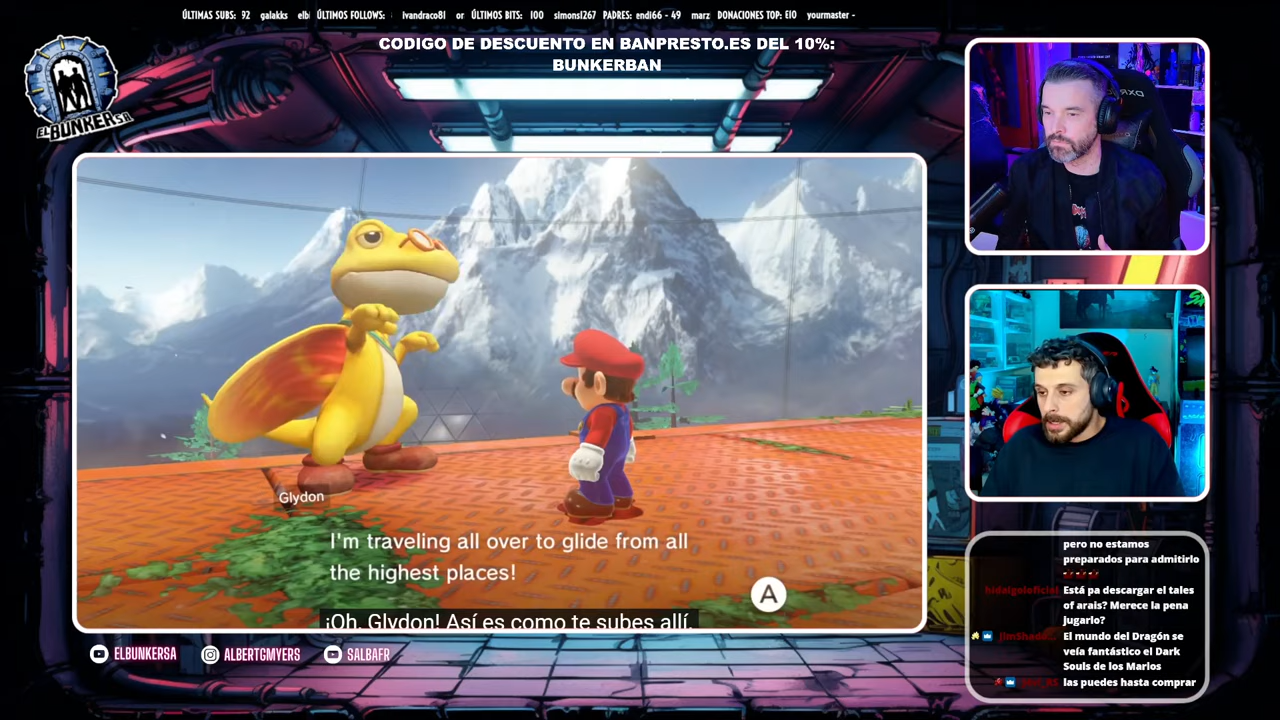 ÚLTIMAS SUBS: 92 galakks elbi ÚLTIMOS FOLLOWS: ivandraco81 or ÚLTIMOS BITS: 100 simons1267 PADRES: endi66 - 49 marz DONACIONES TOP: E10 yourmaster -
CODIGO DE DESCUENTO EN BANPRESTO.ES DEL 10%:
BUNKERBAN
EL BUNKER S.A
Glydon
I'm traveling all over to glide from all
the highest places!
A
¡Oh, Glydon! Así es como te subes allí.
ELBUNKERSA ALBERTGMYERS SALBAFR
pero no estamos
preparados para admitirlo
hidalgoloficial Está pa descargar el tales
of arais? Merece la pena
jugarlo?
El mundo del Dragón se
veía fantástico el Dark
Souls de los Marios
las puedes hasta comprar